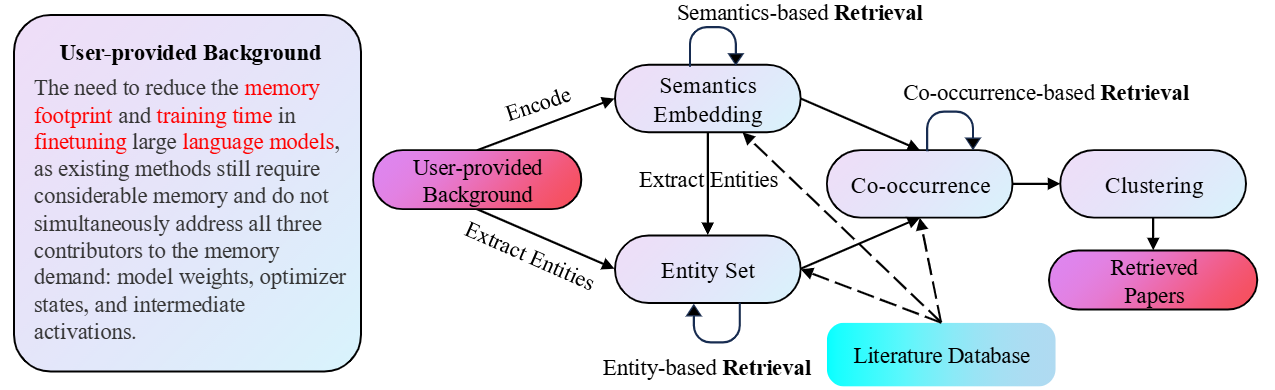 User-provided Background
The need to reduce the memory
footprint and training time in
finetuning large language models,
as existing methods still require
considerable memory and do not
simultaneously address all three
contributors to the memory
demand: model weights, optimizer
states, and intermediate
activations.
Semantics-based Retrieval
Semantics
Embedding
Encode
User-provided
Background
Extract Entities
Extract Entities
Entity Set
Entity-based Retrieval
Co-occurrence-based Retrieval
Co-occurrence
Clustering
Retrieved
Papers
Literature Database